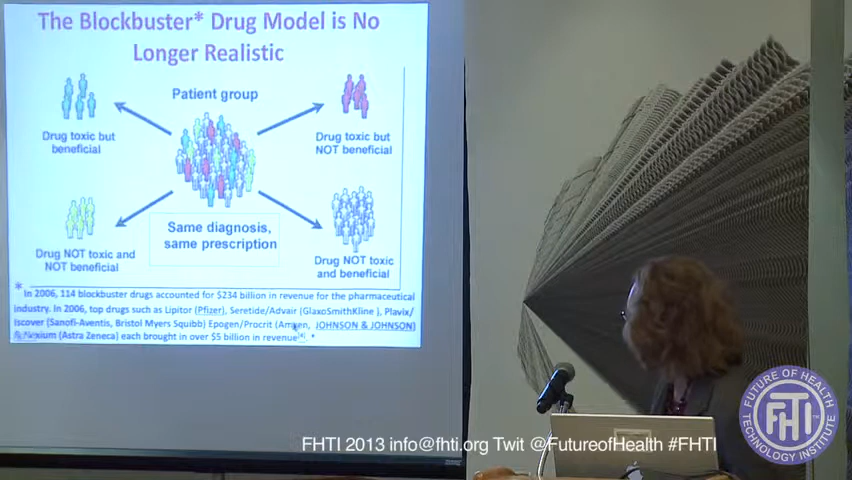 The Blockbuster* Drug Model is No
Longer Realistic
Patient group
Drug toxic but
beneficial
Drug toxic but
NOT beneficial
Drug NOT toxic and
NOT beneficial
Same diagnosis,
same prescription
Drug NOT toxic
and beneficial
* In 2006, 114 blockbuster drugs accounted for $234 billion in revenue for the pharmaceutical
industry. In 2006, top drugs such as Lipitor (Pfizer), Seretide/Advair (GlaxoSmithKline ), Plavix/
Iscover (Sanofi-Aventis, Bristol Myers Squibb) Epogen/Procrit (Amgen, JOHNSON & JOHNSON)
& Nexium (Astra Zeneca) each brought in over $5 billion in revenue
FHTI 2013 info@fhti.org Twit @FutureofHealth #FHTI
FUTURE OF HEALTH
FHTI
TM
TECHNOLOGY INSTITUTE